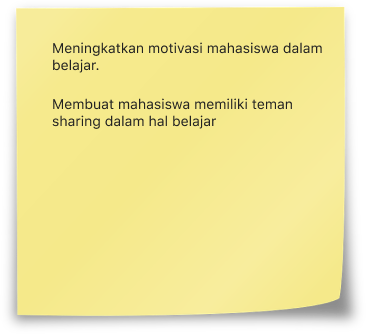 Meningkatkan motivasi mahasiswa dalam
belajar.
Membuat mahasiswa memiliki teman
sharing dalam hal belajar